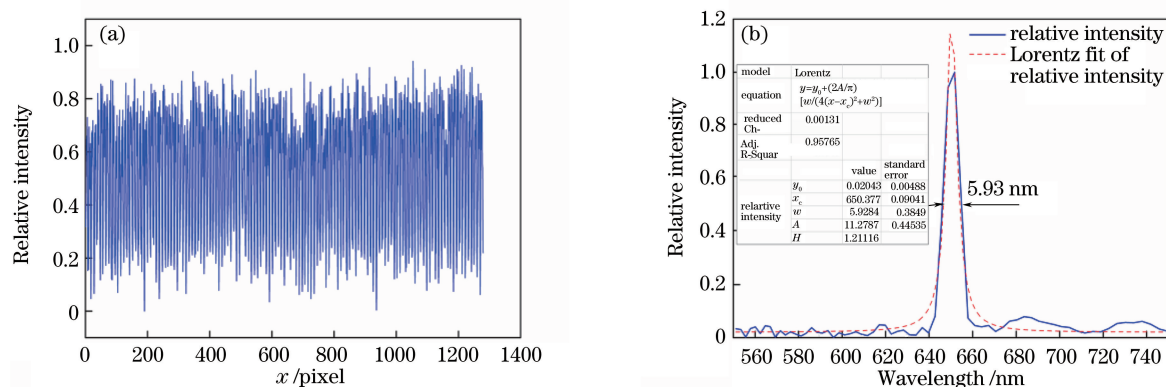 (a)
1.0
0.8
0.6
0.4
0.2
0
0 200 400 600 800 1000 1200 1400
x /pixel
Relative intensity
(b)
1.2
1.0
0.8
0.6
0.4
0.2
0
560 580 600 620 640 660 680 700 720 740
Wavelength /nm
Relative intensity
relative intensity
Lorentz fit of
relative intensity
5.93 nm
model Lorentz
equation y=y₀+(2A/π)
[w/(4(x−x_c)²+w²)]
reduced
Ch-
0.00131
Adj.
R-Squar
0.95765
value standard
error
relartive
intensity
y₀ 0.02043 0.00488
x_c 650.377 0.09041
w 5.9284 0.3849
A 11.2787 0.44535
H 1.21116